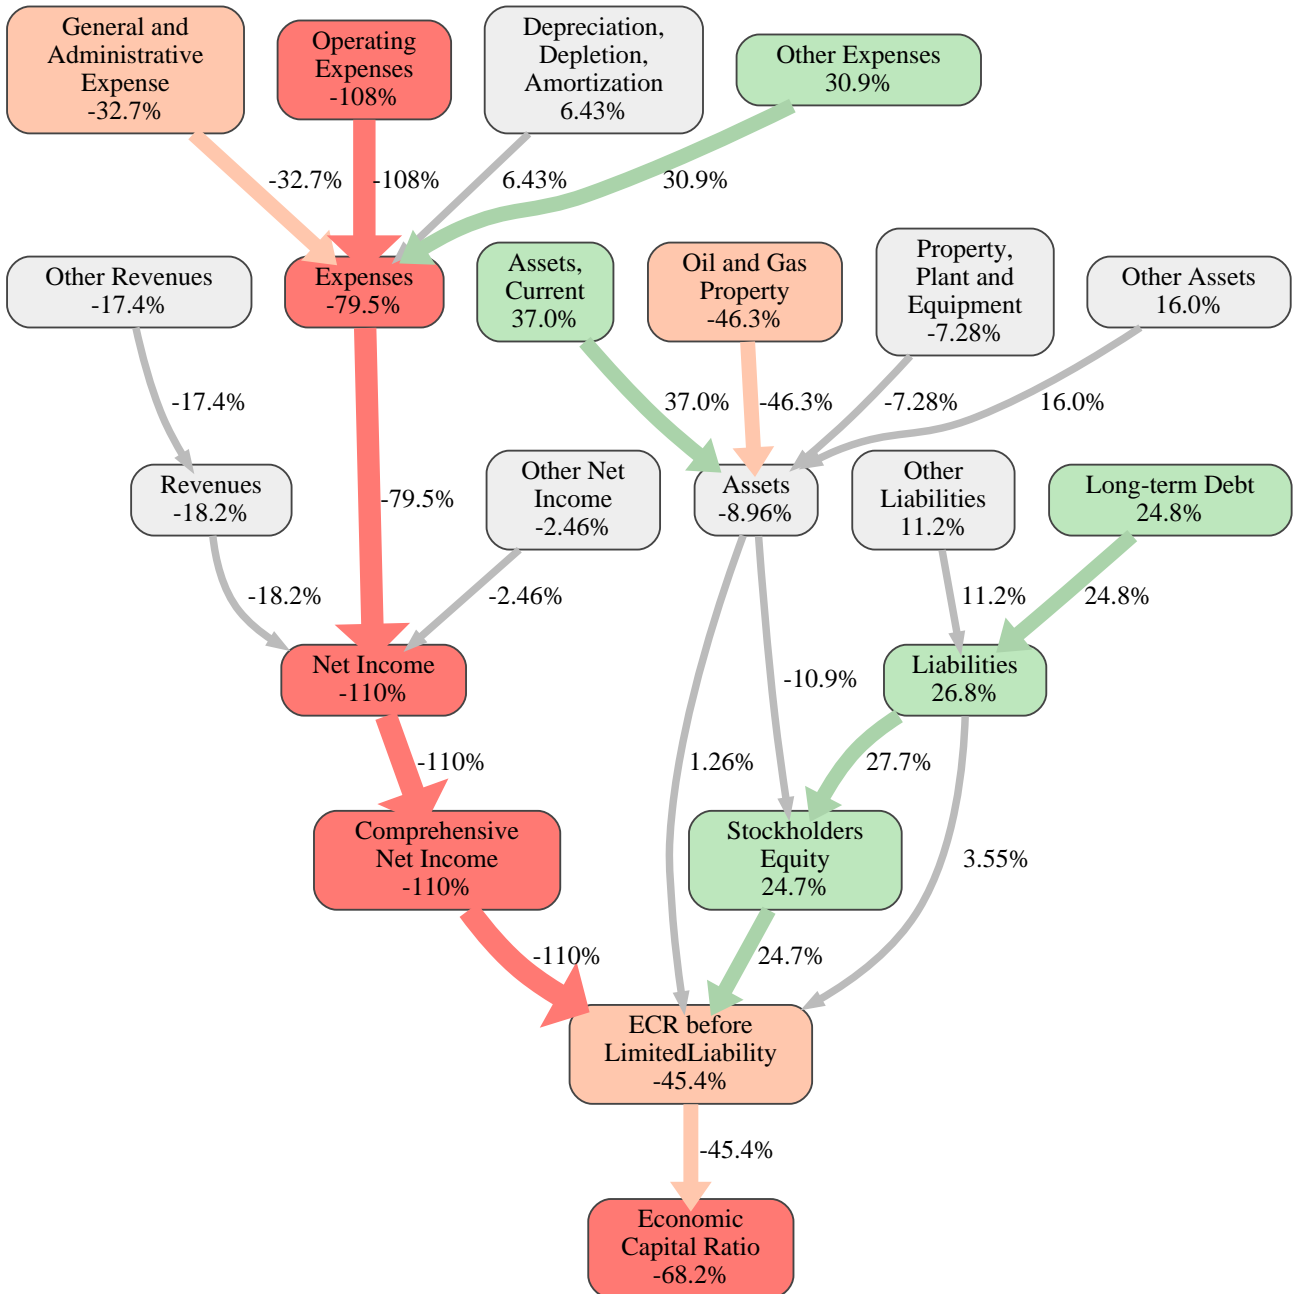 General and
Administrative
Expense
-32.7%
Operating
Expenses
-108%
Depreciation,
Depletion,
Amortization
6.43%
Other Expenses
30.9%
-32.7%
-108%
6.43%
30.9%
Other Revenues
-17.4%
Expenses
-79.5%
Assets,
Current
37.0%
Oil and Gas
Property
-46.3%
Property,
Plant and
Equipment
-7.28%
Other Assets
16.0%
-17.4%
37.0%
-46.3%
-7.28%
16.0%
Revenues
-18.2%
-79.5%
Other Net
Income
-2.46%
Assets
-8.96%
Other
Liabilities
11.2%
Long-term Debt
24.8%
-18.2%
-2.46%
11.2%
24.8%
Net Income
-110%
-10.9%
Liabilities
26.8%
-110%
1.26%
27.7%
Comprehensive
Net Income
-110%
Stockholders
Equity
24.7%
3.55%
-110%
24.7%
ECR before
LimitedLiability
-45.4%
-45.4%
Economic
Capital Ratio
-68.2%